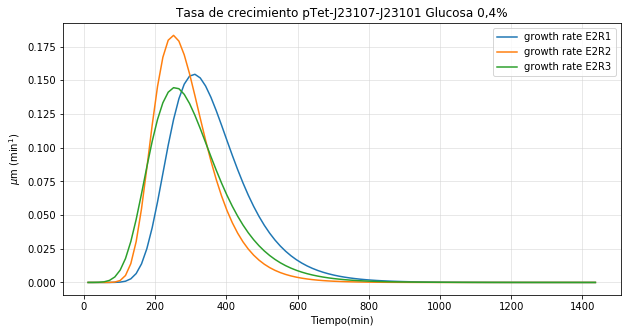 Tasa de crecimiento pTet-J23107-J23101 Glucosa 0,4%
growth rate E2R1
growth rate E2R2
growth rate E2R3
μm (min¹)
0.175
0.150
0.125
0.100
0.075
0.050
0.025
0.000
0 200 400 600 800 1000 1200 1400
Tiempo(min)